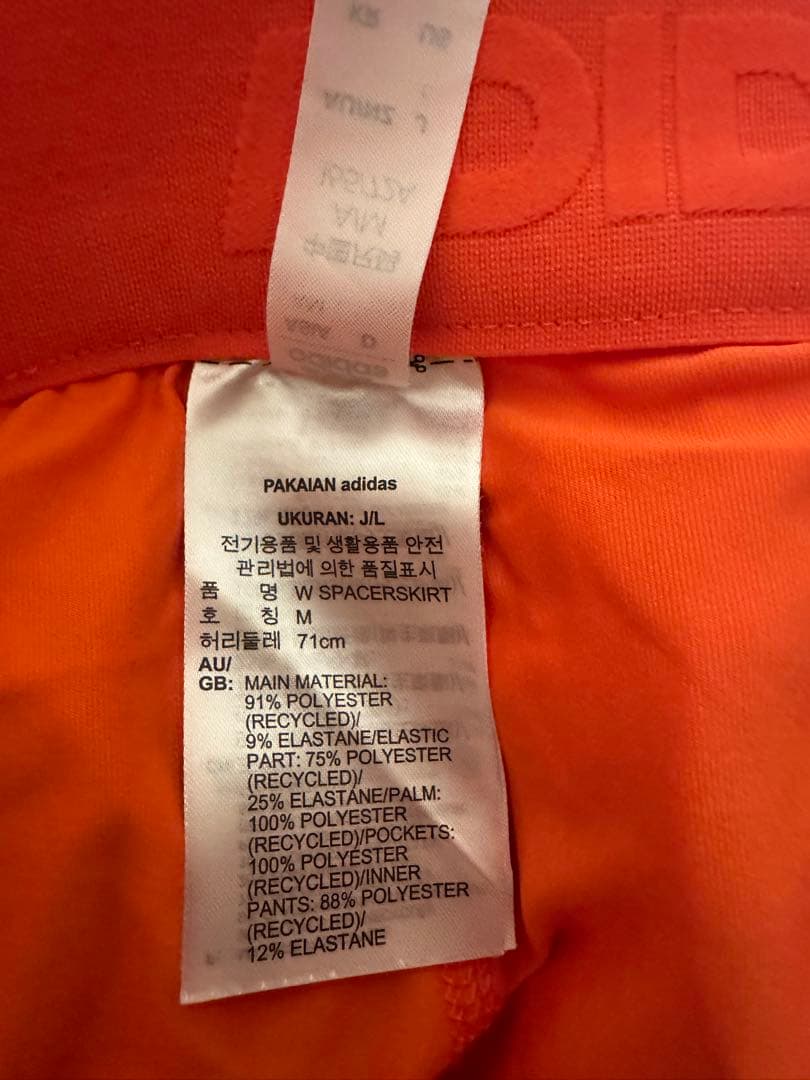 PAKAIAN adidas
UKURAN: J/L
전기용품 및 생활용품 안전
관리법에 의한 품질표시
품 명 W SPACERSKIRT
호 칭 M
허리둘레 71cm
AU/
GB: MAIN MATERIAL:
91% POLYESTER
(RECYCLED)/
9% ELASTANE/ELASTIC
PART: 75% POLYESTER
(RECYCLED)/
25% ELASTANE/PALM:
100% POLYESTER
(RECYCLED)/POCKETS:
100% POLYESTER
(RECYCLED)/INNER
PANTS: 88% POLYESTER
(RECYCLED)/
12% ELASTANE